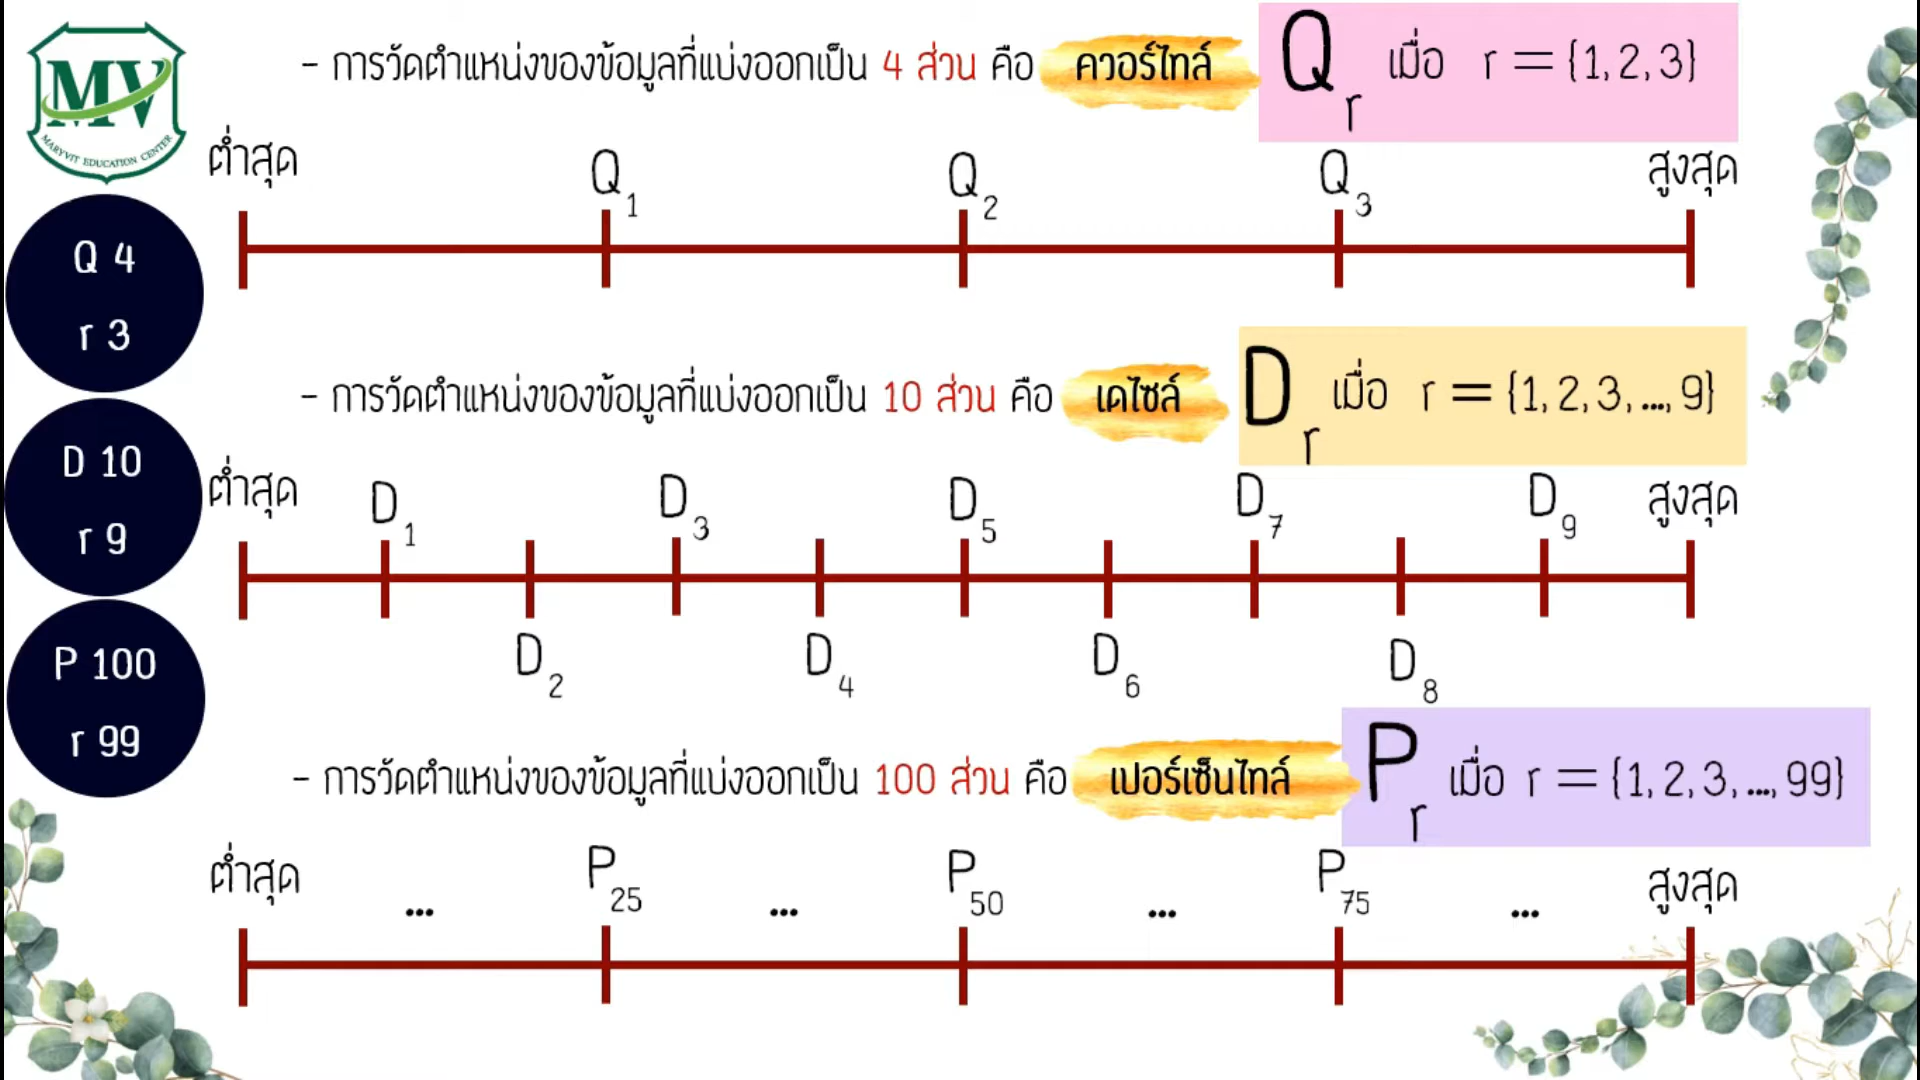 - การวัดตำแหน่งของข้อมูลที่แบ่งออกเป็น 4 ส่วน คือ ควอร์ไทล์ Qr เมื่อ r = {1, 2, 3}
MV
MARYVIT EDUCATION CENTER
ต่ำสุด Q1 Q2 Q3 สูงสุด
Q 4
r 3
- การวัดตำแหน่งของข้อมูลที่แบ่งออกเป็น 10 ส่วน คือ เดไซล์ Dr เมื่อ r = {1, 2, 3, ..., 9}
D 10
r 9
ต่ำสุด D1 D3 D5 D7 D9 สูงสุด
D2 D4 D6 D8
P 100
r 99
- การวัดตำแหน่งของข้อมูลที่แบ่งออกเป็น 100 ส่วน คือ เปอร์เซ็นไทล์ Pr เมื่อ r = {1, 2, 3, ..., 99}
ต่ำสุด ... P25 ... P50 ... P75 ... สูงสุด